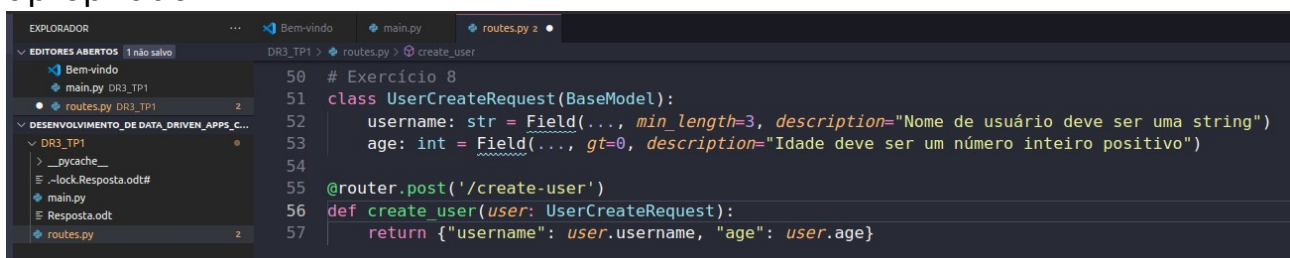 EXPLORADOR ...
EDITORES ABERTOS 1 não salvo
Bem-vindo
main.py DR3_TP1
routes.py DR3_TP1 2
DESENVOLVIMENTO_DE DATA_DRIVEN_APPS_C...
DR3_TP1
__pycache__
.~lock.Resposta.odt#
main.py
Resposta.odt
routes.py 2
Bem-vindo main.py routes.py 2
DR3_TP1 > routes.py > create_user
50 # Exercício 8
51 class UserCreateRequest(BaseModel):
52 username: str = Field(..., min_length=3, description="Nome de usuário deve ser uma string")
53 age: int = Field(..., gt=0, description="Idade deve ser um número inteiro positivo")
54
55 @router.post('/create-user')
56 def create_user(user: UserCreateRequest):
57 return {"username": user.username, "age": user.age}